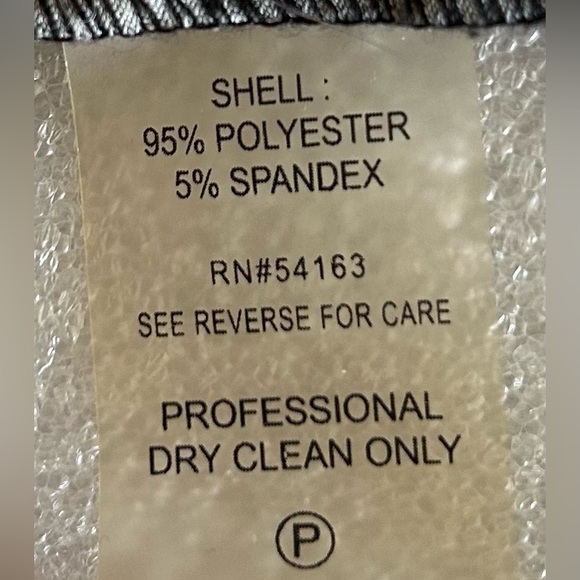 SHELL :
95% POLYESTER
5% SPANDEX
RN#54163
SEE REVERSE FOR CARE
PROFESSIONAL
DRY CLEAN ONLY
P